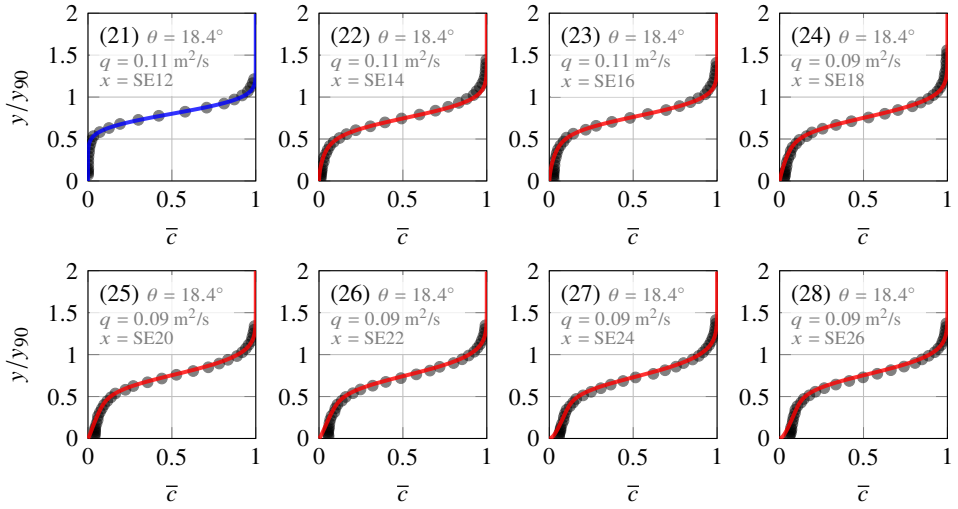 (21) θ = 18.4°
q = 0.11 m²/s
x = SE12
y/y90
2
1.5
1
0.5
0
0 0.5 1
c̅
(22) θ = 18.4°
q = 0.11 m²/s
x = SE14
2
1.5
1
0.5
0
0 0.5 1
c̅
(23) θ = 18.4°
q = 0.11 m²/s
x = SE16
2
1.5
1
0.5
0
0 0.5 1
c̅
(24) θ = 18.4°
q = 0.09 m²/s
x = SE18
2
1.5
1
0.5
0
0 0.5 1
c̅
(25) θ = 18.4°
q = 0.09 m²/s
x = SE20
y/y90
2
1.5
1
0.5
0
0 0.5 1
c̅
(26) θ = 18.4°
q = 0.09 m²/s
x = SE22
2
1.5
1
0.5
0
0 0.5 1
c̅
(27) θ = 18.4°
q = 0.09 m²/s
x = SE24
2
1.5
1
0.5
0
0 0.5 1
c̅
(28) θ = 18.4°
q = 0.09 m²/s
x = SE26
2
1.5
1
0.5
0
0 0.5 1
c̅